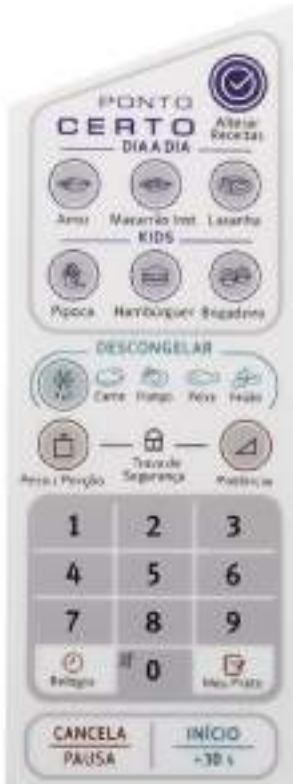 PONTO
CERTO
Alterar
Receitas
DIA A DIA
Arroz Macarrão Inst. Lasanha
KIDS
Pipoca Hambúrguer Brigadeiro
DESCONGELAR
Carne Frango Peixe Feijão
Peso / Porção Trava de Segurança Potências
1 2 3
4 5 6
7 8 9
Relógio 0 Meu Prato
CANCELA INÍCIO
PAUSA +30 s